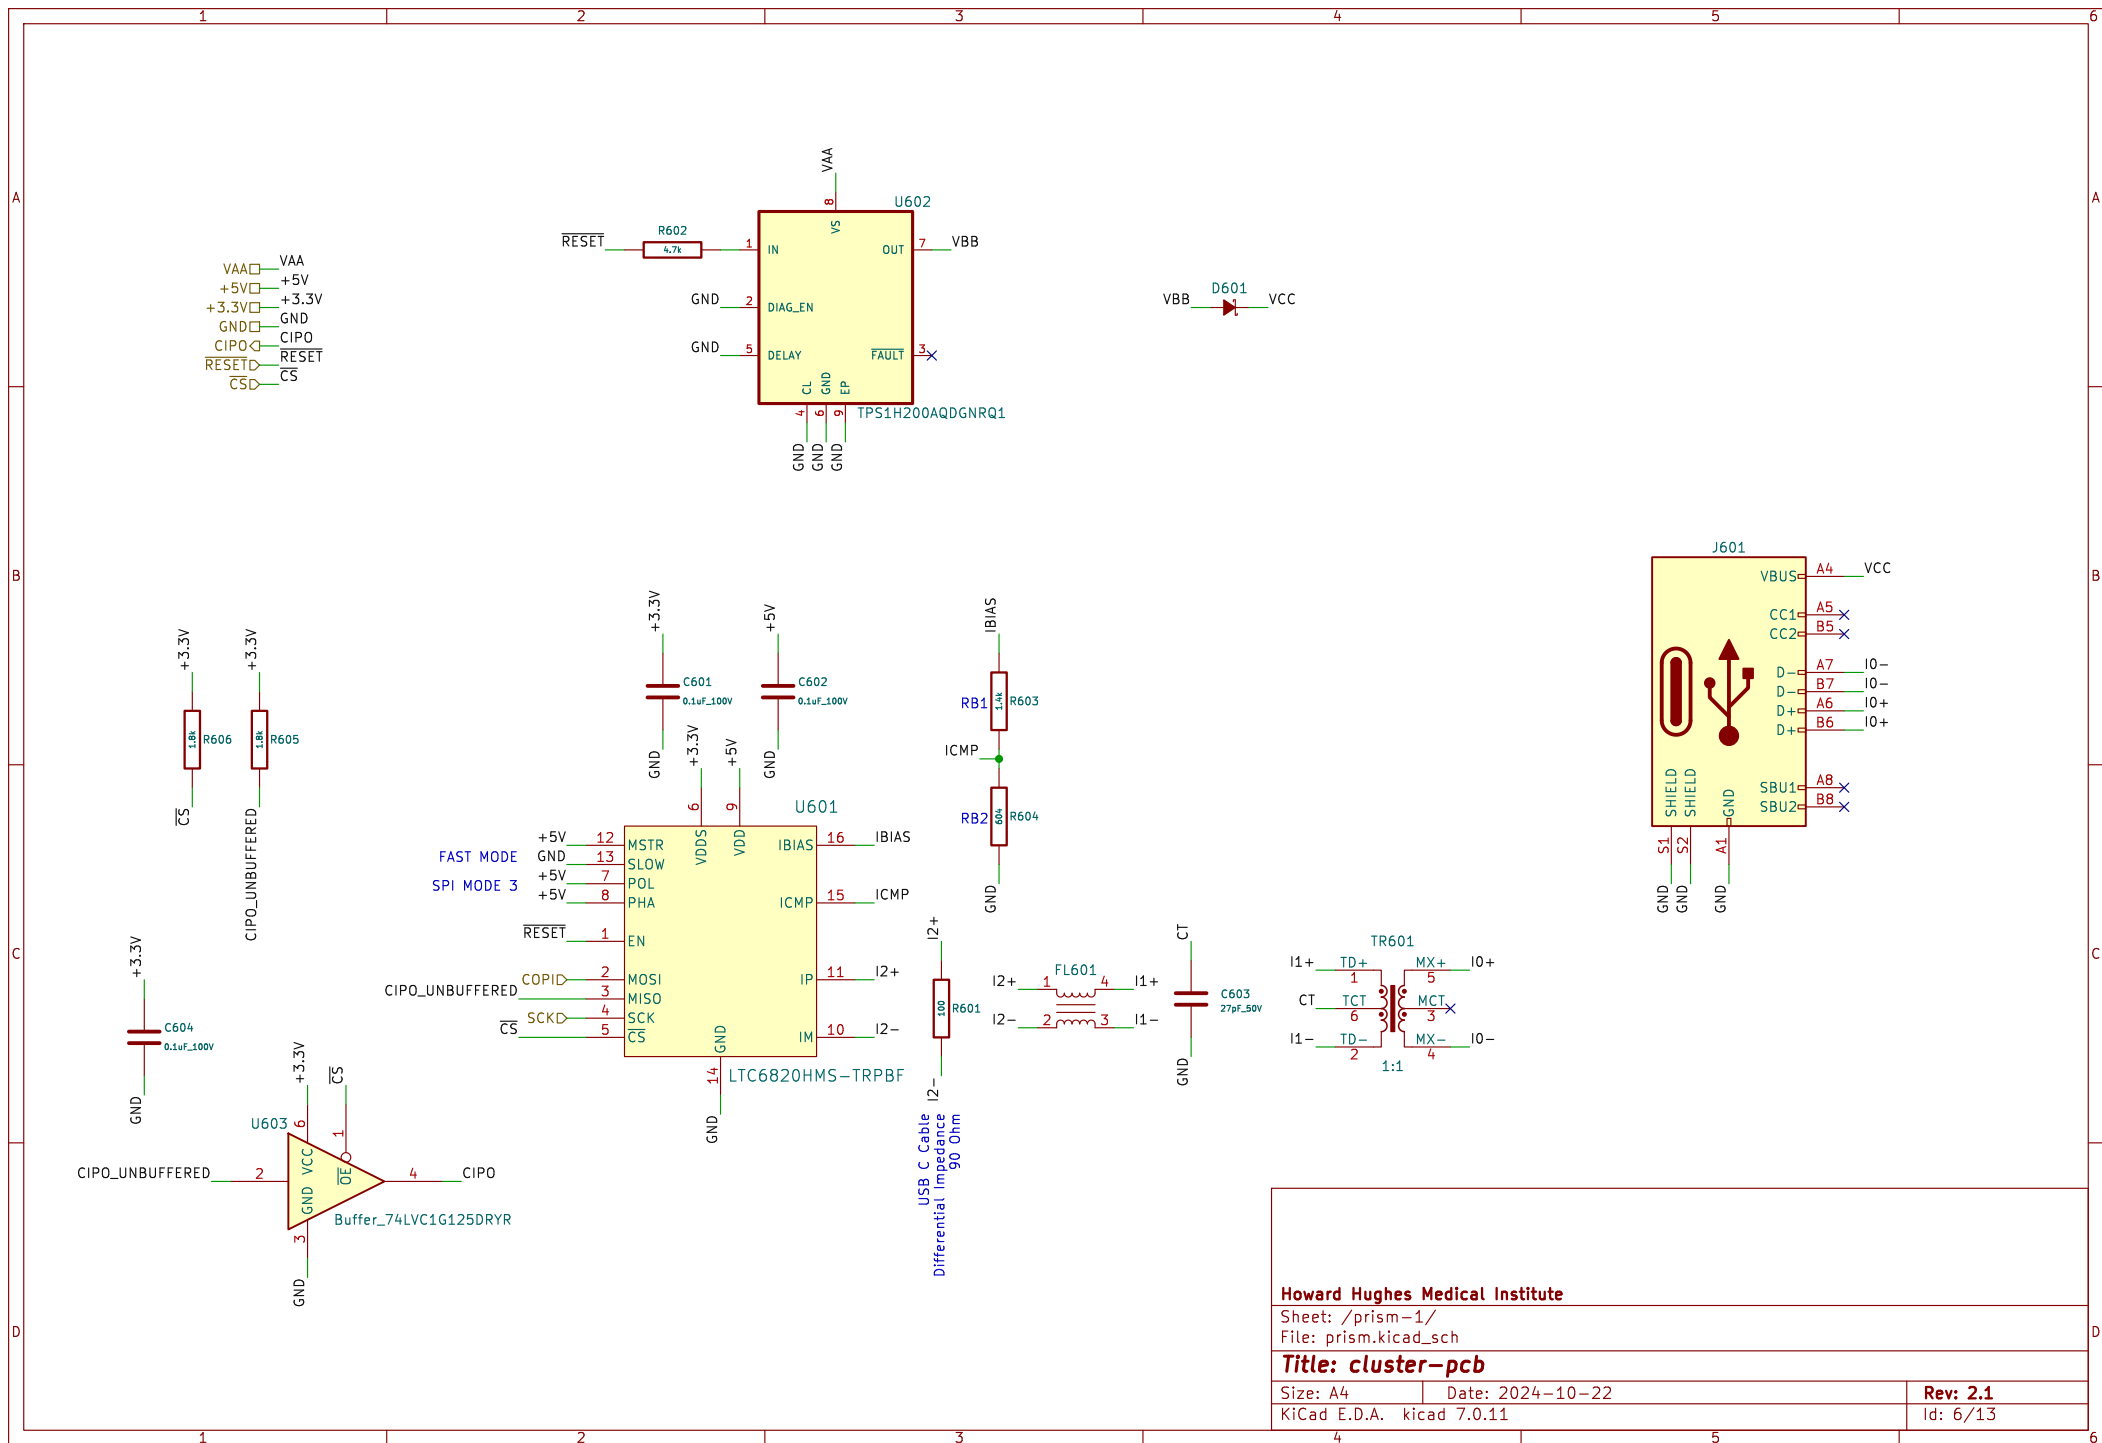 1 2 3 4 5 6
A
B
C
D
A
B
C
D
1 2 3 4 5 6
VAA VAA
+5V +5V
+3.3V +3.3V
GND GND
CIPO CIPO
RESET RESET
CS CS
VAA
8
U602
VS
RESET
R602
4.7k
1 IN
OUT 7
VBB
GND
2 DIAG_EN
GND
5 DELAY
FAULT 3
CL
GND
EP
4
6
9
TPS1H200AQDGNRQ1
GND
GND
GND
D601
VBB VCC
J601
VBUS A4 VCC
CC1 A5
CC2 B5
D- A7 I0-
D- B7 I0-
D+ A6 I0+
D+ B6 I0+
SBU1 A8
SBU2 B8
SHIELD
SHIELD
GND
S1
S2
A1
GND
GND
GND
+3.3V
R606
1.8k
CS
+3.3V
R605
1.8k
CIPO_UNBUFFERED
+3.3V
C601
0.1uF_100V
GND
+5V
C602
0.1uF_100V
GND
IBIAS
RB1
1.4k
R603
ICMP
RB2
604
R604
GND
+3.3V
+5V
6
9
U601
VDDS
VDD
FAST MODE
SPI MODE 3
+5V 12 MSTR
GND 13 SLOW
+5V 7 POL
+5V 8 PHA
RESET 1 EN
COPI 2 MOSI
CIPO_UNBUFFERED 3 MISO
SCK 4 SCK
CS 5 CS
IBIAS 16 IBIAS
ICMP 15 ICMP
IP 11 I2+
IM 10 I2-
GND
14
LTC6820HMS-TRPBF
GND
I2+
R601
100
I2-
USB C Cable
Differential Impedance
90 Ohm
FL601
I2+ 1 4 I1+
I2- 2 3 I1-
CT
C603
27pF_50V
GND
TR601
I1+ TD+ MX+ I0+
1 5
CT TCT MCT
6 3
I1- TD- MX- I0-
2 4
1:1
+3.3V
C604
0.1uF_100V
GND
+3.3V
CS
U603
6
1
VCC
OE
GND
CIPO_UNBUFFERED 2
4 CIPO
3
Buffer_74LVC1G125DRYR
GND
Howard Hughes Medical Institute
Sheet: /prism-1/
File: prism.kicad_sch
Title: cluster-pcb
Size: A4 Date: 2024-10-22 Rev: 2.1
KiCad E.D.A. kicad 7.0.11 Id: 6/13